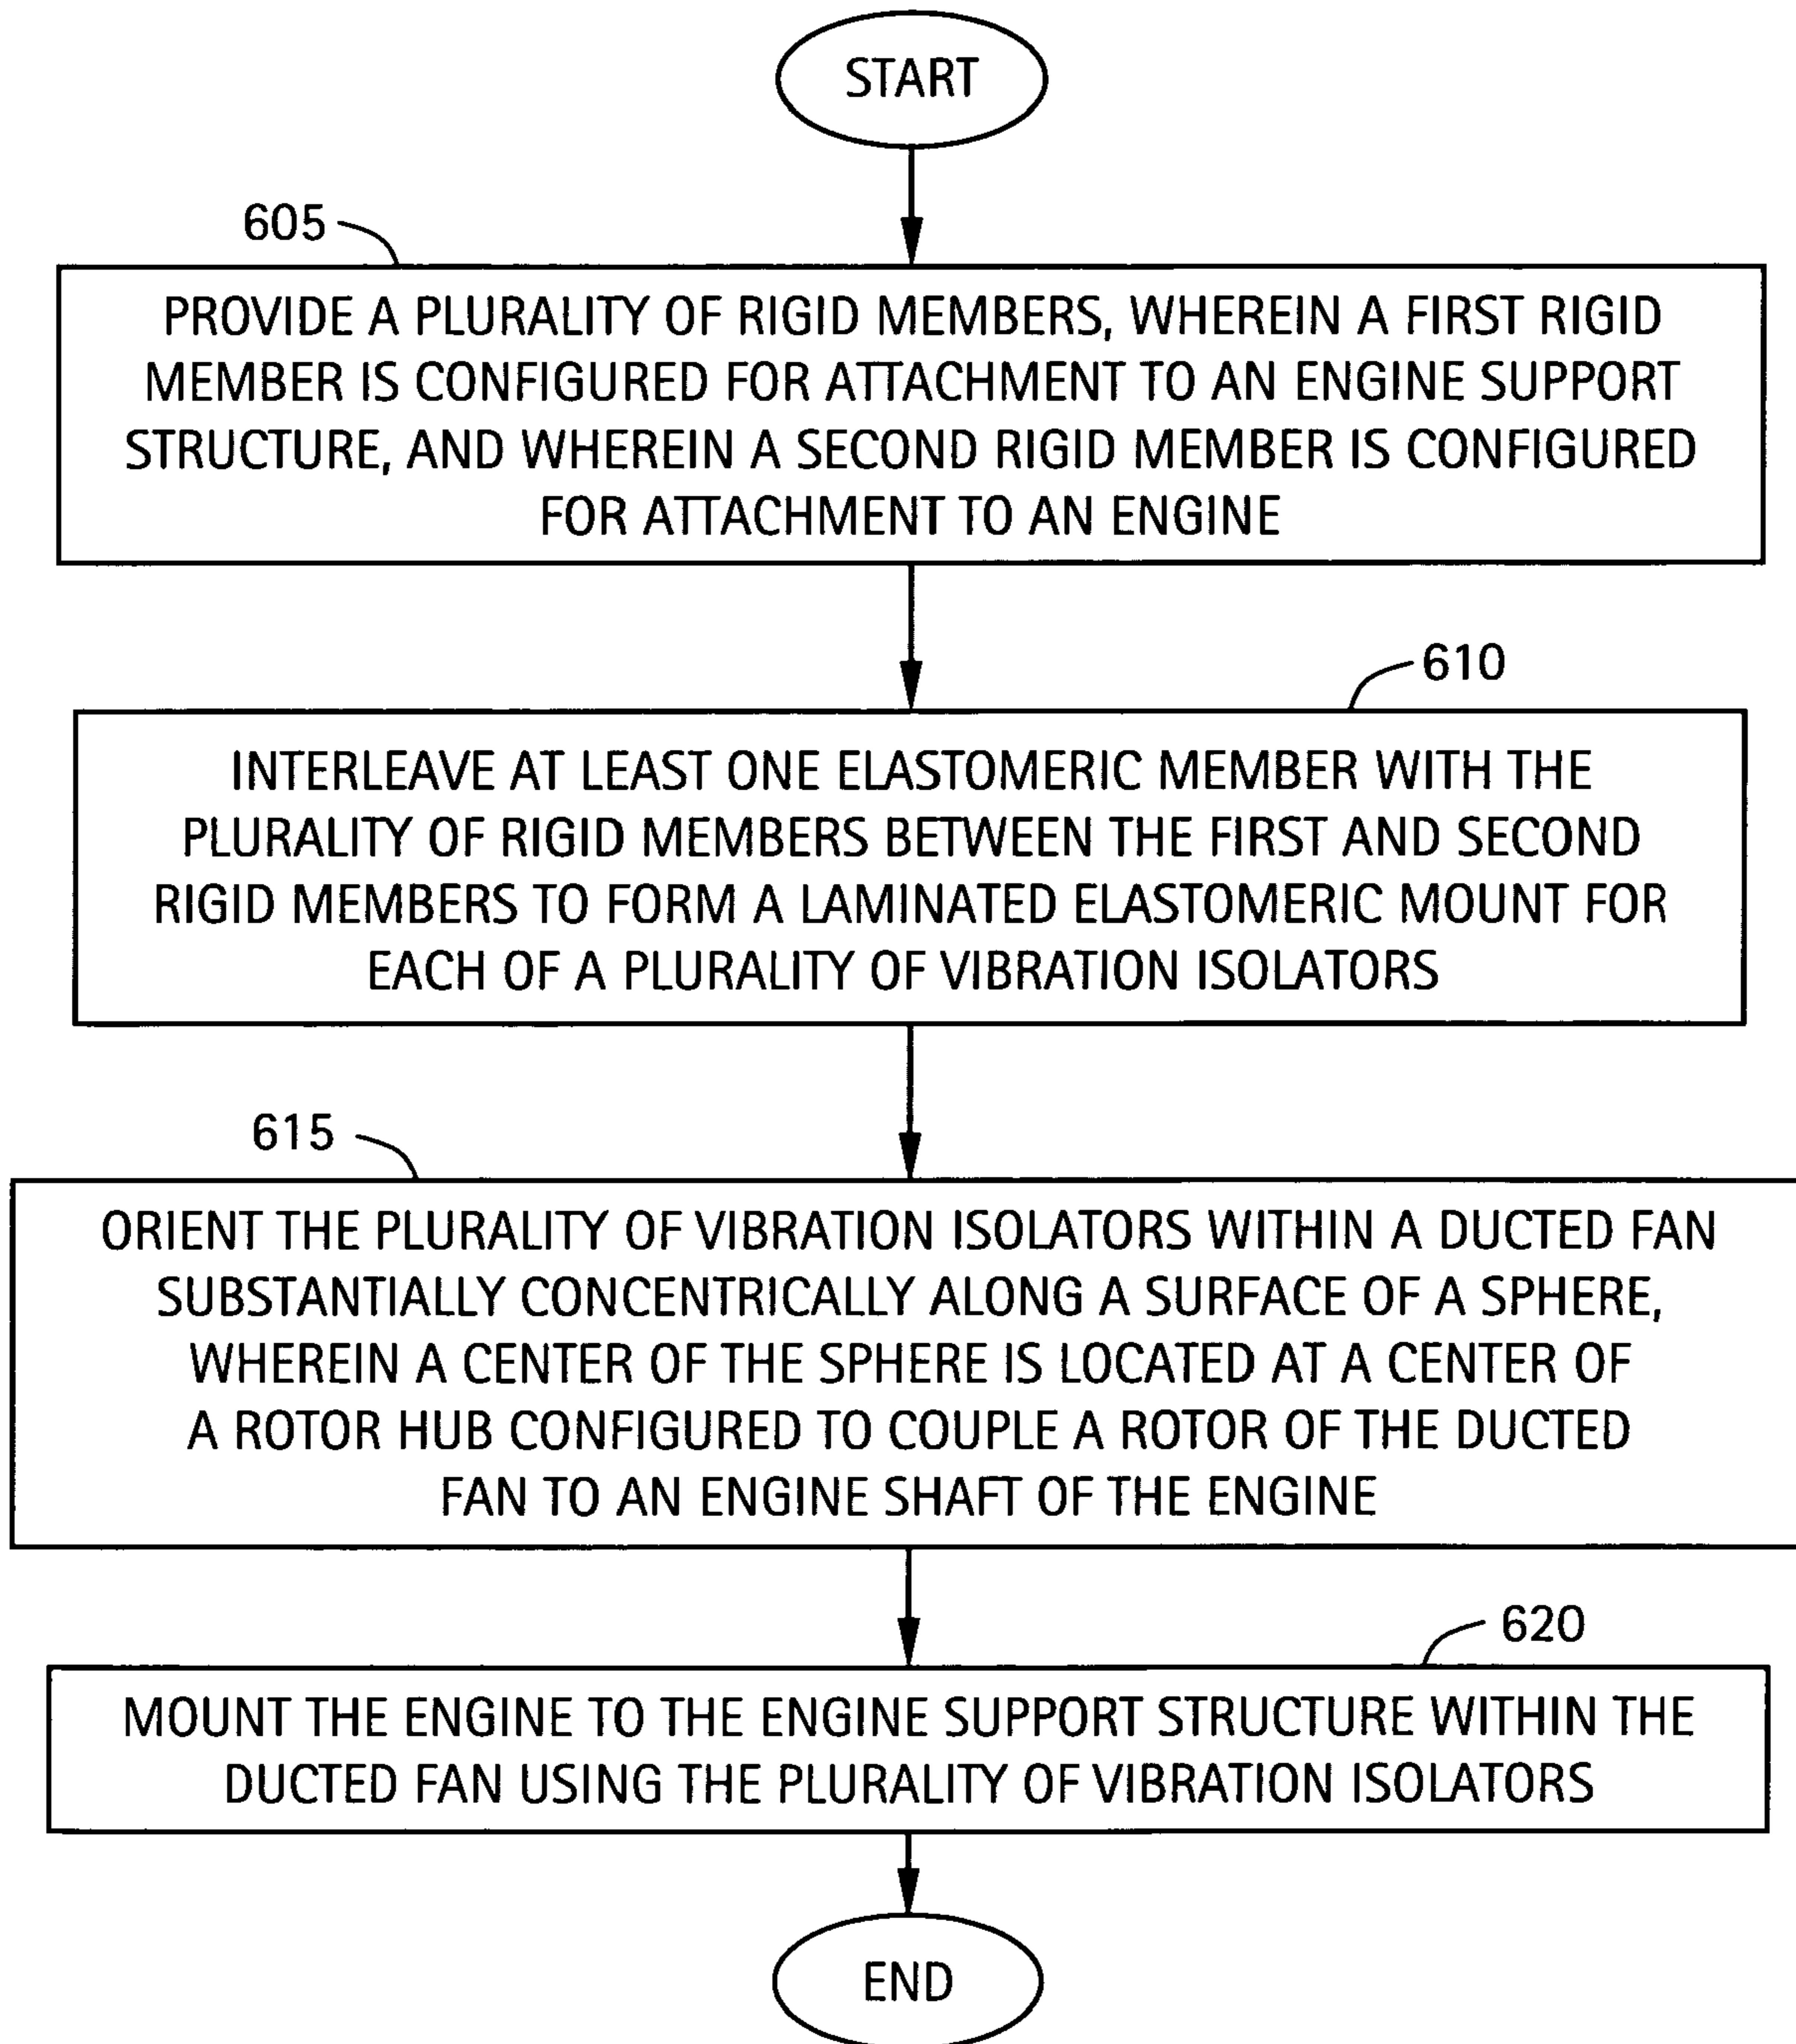 START
605
PROVIDE A PLURALITY OF RIGID MEMBERS, WHEREIN A FIRST RIGID
MEMBER IS CONFIGURED FOR ATTACHMENT TO AN ENGINE SUPPORT
STRUCTURE, AND WHEREIN A SECOND RIGID MEMBER IS CONFIGURED
FOR ATTACHMENT TO AN ENGINE
610
INTERLEAVE AT LEAST ONE ELASTOMERIC MEMBER WITH THE
PLURALITY OF RIGID MEMBERS BETWEEN THE FIRST AND SECOND
RIGID MEMBERS TO FORM A LAMINATED ELASTOMERIC MOUNT FOR
EACH OF A PLURALITY OF VIBRATION ISOLATORS
615
ORIENT THE PLURALITY OF VIBRATION ISOLATORS WITHIN A DUCTED FAN
SUBSTANTIALLY CONCENTRICALLY ALONG A SURFACE OF A SPHERE,
WHEREIN A CENTER OF THE SPHERE IS LOCATED AT A CENTER OF
A ROTOR HUB CONFIGURED TO COUPLE A ROTOR OF THE DUCTED
FAN TO AN ENGINE SHAFT OF THE ENGINE
620
MOUNT THE ENGINE TO THE ENGINE SUPPORT STRUCTURE WITHIN THE
DUCTED FAN USING THE PLURALITY OF VIBRATION ISOLATORS
END